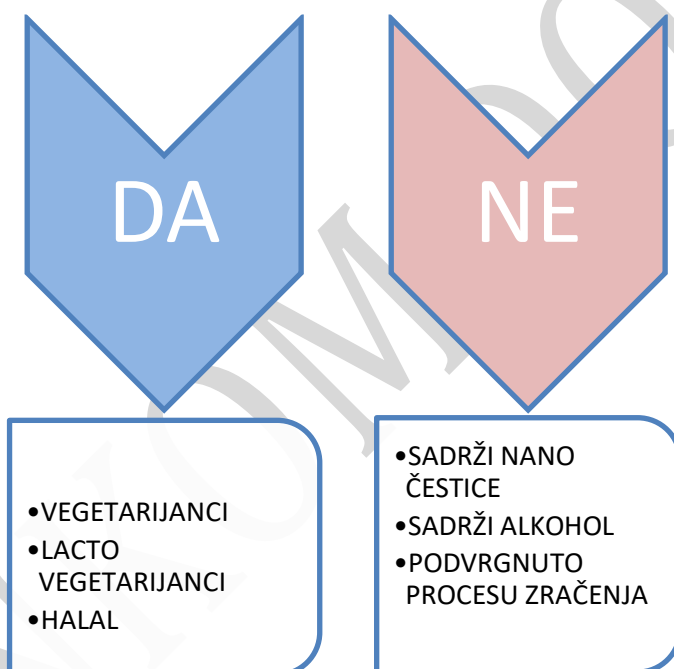 DA
NE
•VEGETARIJANCI
•LACTO
VEGETARIJANCI
•HALAL
•SADRŽI NANO
ČESTICE
•SADRŽI ALKOHOL
•PODVRGNUTO
PROCESU ZRAČENJA